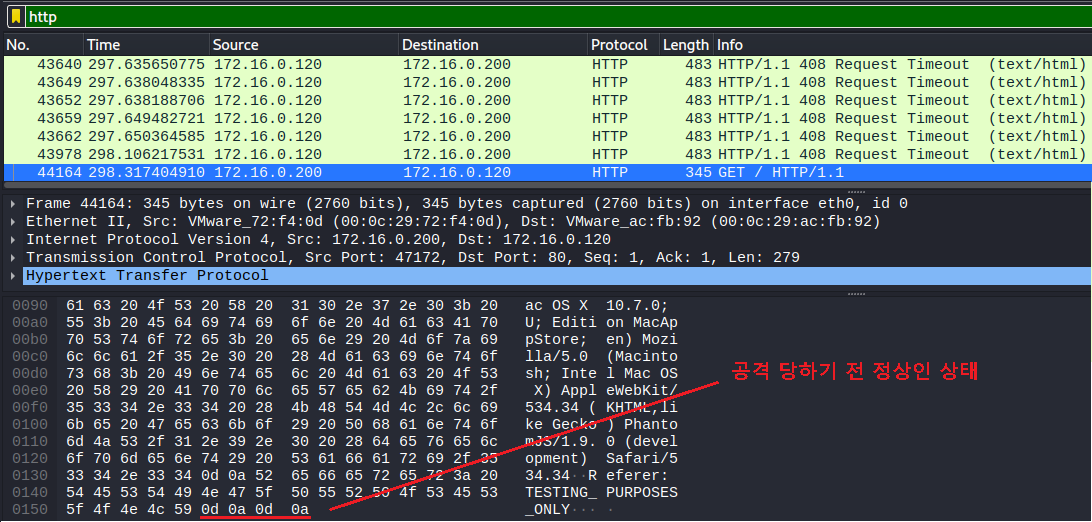 http
No. Time Source Destination Protocol Length Info
43640 297.635650775 172.16.0.120 172.16.0.200 HTTP 483 HTTP/1.1 408 Request Timeout (text/html)
43649 297.638048335 172.16.0.120 172.16.0.200 HTTP 483 HTTP/1.1 408 Request Timeout (text/html)
43652 297.638188706 172.16.0.120 172.16.0.200 HTTP 483 HTTP/1.1 408 Request Timeout (text/html)
43659 297.649482721 172.16.0.120 172.16.0.200 HTTP 483 HTTP/1.1 408 Request Timeout (text/html)
43662 297.650364585 172.16.0.120 172.16.0.200 HTTP 483 HTTP/1.1 408 Request Timeout (text/html)
43978 298.106217531 172.16.0.120 172.16.0.200 HTTP 483 HTTP/1.1 408 Request Timeout (text/html)
44164 298.317404910 172.16.0.200 172.16.0.120 HTTP 345 GET / HTTP/1.1
Frame 44164: 345 bytes on wire (2760 bits), 345 bytes captured (2760 bits) on interface eth0, id 0
Ethernet II, Src: VMware_72:f4:0d (00:0c:29:72:f4:0d), Dst: VMware_ac:fb:92 (00:0c:29:ac:fb:92)
Internet Protocol Version 4, Src: 172.16.0.200, Dst: 172.16.0.120
Transmission Control Protocol, Src Port: 47172, Dst Port: 80, Seq: 1, Ack: 1, Len: 279
Hypertext Transfer Protocol
0090 61 63 20 4f 53 20 58 20 31 30 2e 37 2e 30 3b 20 ac OS X 10.7.0;
00a0 55 3b 20 45 64 69 74 69 6f 6e 20 4d 61 63 41 70 U; Editi on MacAp
00b0 70 53 74 6f 72 65 3b 20 65 6e 29 20 4d 6f 7a 69 pStore; en) Mozi
00c0 6c 6c 61 2f 35 2e 30 20 28 4d 61 63 69 6e 74 6f lla/5.0 (Macinto
00d0 73 68 3b 20 49 6e 74 65 6c 20 4d 61 63 20 4f 53 sh; Inte l Mac OS
00e0 20 58 29 20 41 70 70 6c 65 57 65 62 4b 69 74 2f X) Appl eWebKit/
00f0 35 33 34 2e 33 34 20 28 4b 48 54 4d 4c 2c 6c 69 534.34 ( KHTML,li
0100 6b 65 20 47 65 63 6b 6f 29 20 50 68 61 6e 74 6f ke Gecko ) Phanto
0110 6d 4a 53 2f 31 2e 39 2e 30 20 28 64 65 76 65 6c mJS/1.9. 0 (devel
0120 6f 70 6d 65 6e 74 29 20 53 61 66 61 72 69 2f 35 opment) Safari/5
0130 33 34 2e 33 34 0d 0a 52 65 66 65 72 65 72 3a 20 34.34··R eferer:
0140 54 45 53 54 49 4e 47 5f 50 55 52 50 4f 53 45 53 TESTING_ PURPOSES
0150 5f 4f 4e 4c 59 0d 0a 0d 0a _ONLY··· ·
공격 당하기 전 정상인 상태